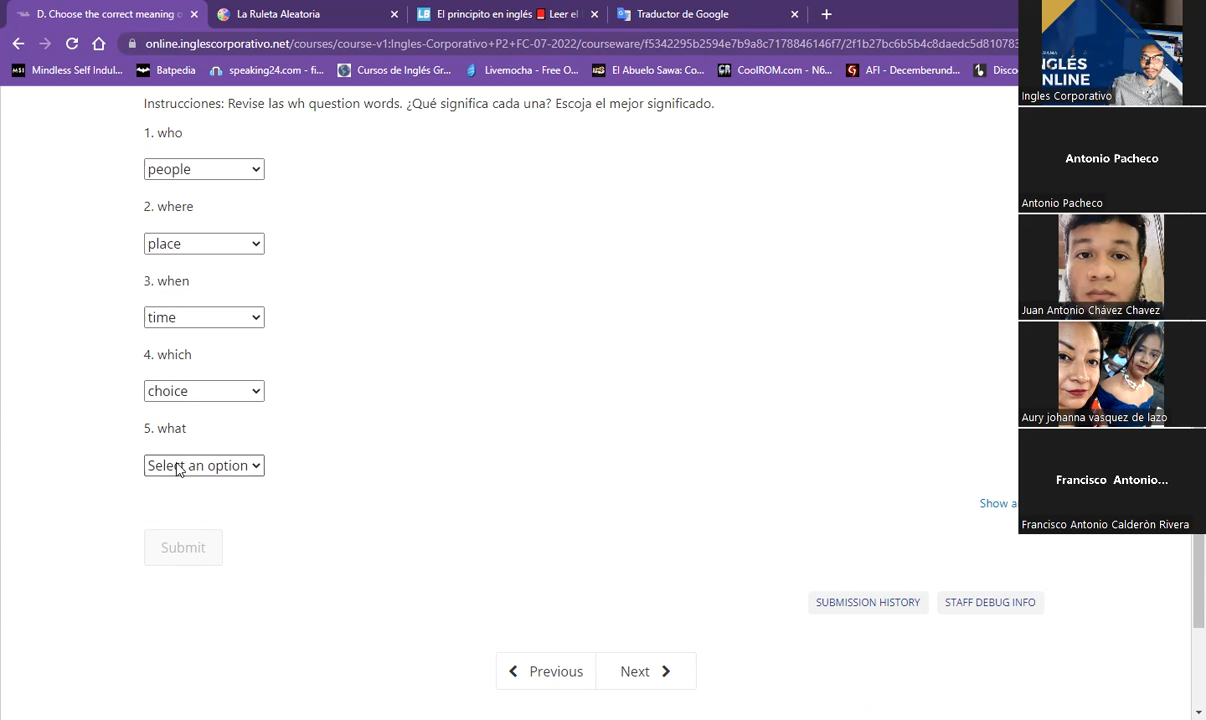 D. Choose the correct meaning o
La Ruleta Aleatoria
El principito en inglés
Leer el
Traductor de Google
online.inglescorporativo.net/courses/course-v1:Ingles-Corporativo+P2+FC-07-2022/courseware/f5342295b2594e7b9a8c7178846146f7/2f1b27bc6b5b4c8daedc5d810783
Mindless Self Indul...
Batpedia
speaking24.com - fi...
Cursos de Inglés Gr...
Livemocha - Free O...
El Abuelo Sawa: Co...
CoolROM.com - N6...
AFI - Decemberund...
Disco
INGLÉS
ONLINE
Ingles Corporativo
Antonio Pacheco
Antonio Pacheco
Juan Antonio Chávez Chavez
Aury johanna vasquez de lazo
Francisco Antonio...
Francisco Antonio Calderòn Rivera
Instrucciones: Revise las wh question words. ¿Qué significa cada una? Escoja el mejor significado.
1. who
people
2. where
place
3. when
time
4. which
choice
5. what
Select an option
Show a
Submit
SUBMISSION HISTORY
STAFF DEBUG INFO
Previous
Next